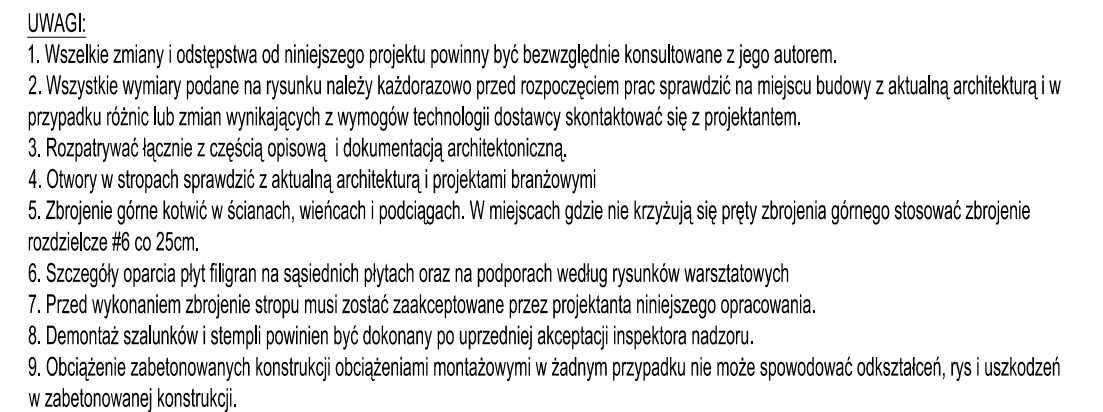 UWAGI:
1. Wszelkie zmiany i odstępstwa od niniejszego projektu powinny być bezwzględnie konsultowane z jego autorem.
2. Wszystkie wymiary podane na rysunku należy każdorazowo przed rozpoczęciem prac sprawdzić na miejscu budowy z aktualną architekturą i w
przypadku różnic lub zmian wynikających z wymogów technologii dostawcy skontaktować się z projektantem.
3. Rozpatrywać łącznie z częścią opisową i dokumentacją architektoniczną.
4. Otwory w stropach sprawdzić z aktualną architekturą i projektami branżowymi
5. Zbrojenie górne kotwić w ścianach, wieńcach i podciągach. W miejscach gdzie nie krzyżują się pręty zbrojenia górnego stosować zbrojenie
rozdzielcze #6 co 25cm.
6. Szczegóły oparcia płyt filigran na sąsiednich płytach oraz na podporach według rysunków warsztatowych
7. Przed wykonaniem zbrojenie stropu musi zostać zaakceptowane przez projektanta niniejszego opracowania.
8. Demontaż szalunków i stempli powinien być dokonany po uprzedniej akceptacji inspektora nadzoru.
9. Obciążenie zabetonowanych konstrukcji obciążeniami montażowymi w żadnym przypadku nie może spowodować odkształceń, rys i uszkodzeń
w zabetonowanej konstrukcji.